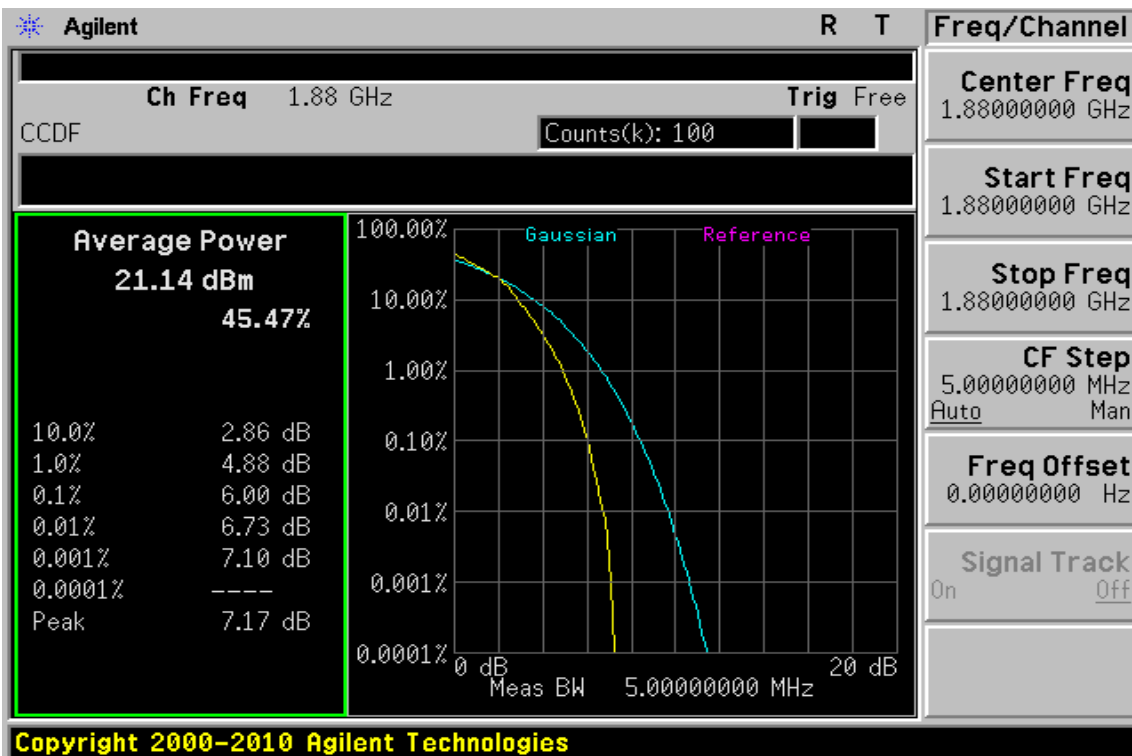 Agilent R T Freq/Channel
Ch Freq 1.88 GHz Trig Free
CCDF Counts(k): 100
Center Freq
1.88000000 GHz
Start Freq
1.88000000 GHz
Stop Freq
1.88000000 GHz
CF Step
5.00000000 MHz
Auto Man
Freq Offset
0.00000000 Hz
Signal Track
On Off
Average Power
21.14 dBm
45.47%
10.0% 2.86 dB
1.0% 4.88 dB
0.1% 6.00 dB
0.01% 6.73 dB
0.001% 7.10 dB
0.0001% ----
Peak 7.17 dB
Gaussian Reference
100.00%
10.00%
1.00%
0.10%
0.01%
0.001%
0.0001%
0 dB 20 dB
Meas BW 5.000000000 MHz
Copyright 2000-2010 Agilent Technologies